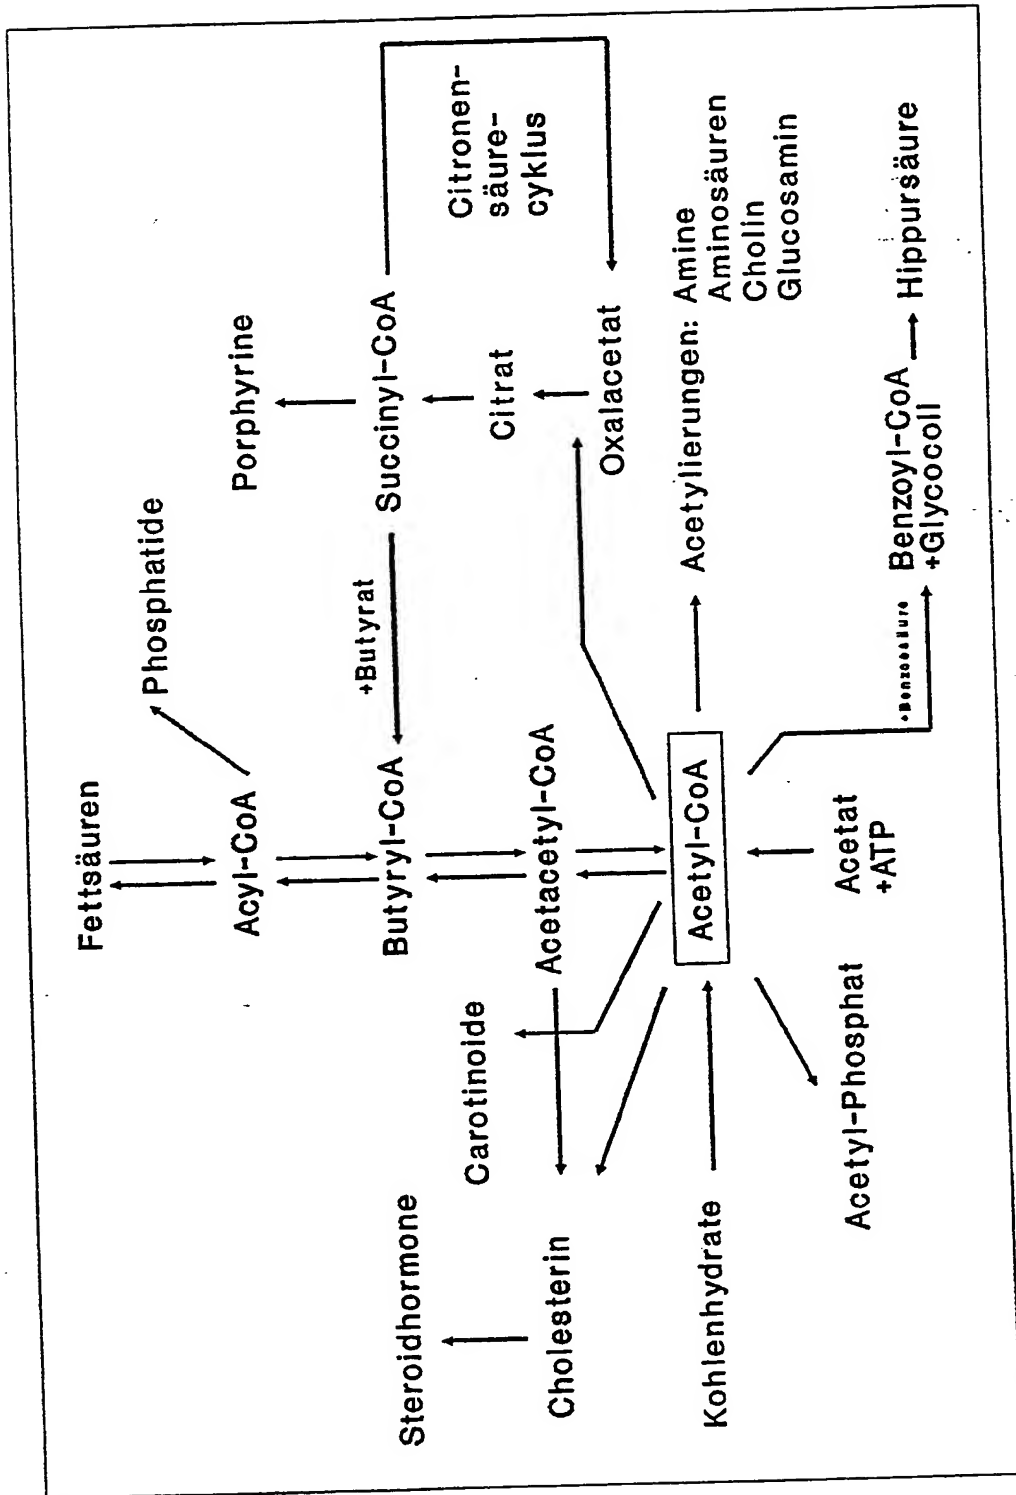 Fettsäuren
Phosphatide
Acyl-CoA
Porphyrine
+Butyrat
Steroidhormone
Butyryl-CoA
Succinyl-CoA
Carotinoide
Citronen-
säure-
cyklus
Citrat
Cholesterin
Acetacetyl-CoA
Oxalacetat
Kohlenhydrate
Acetyl-CoA
Acetylierungen: Amine
Aminosäuren
Cholin
Glucosamin
Acetyl-Phosphat
Acetat
+ATP
+Benzoesäure
Benzoyl-CoA
+Glycocoll
Hippursäure